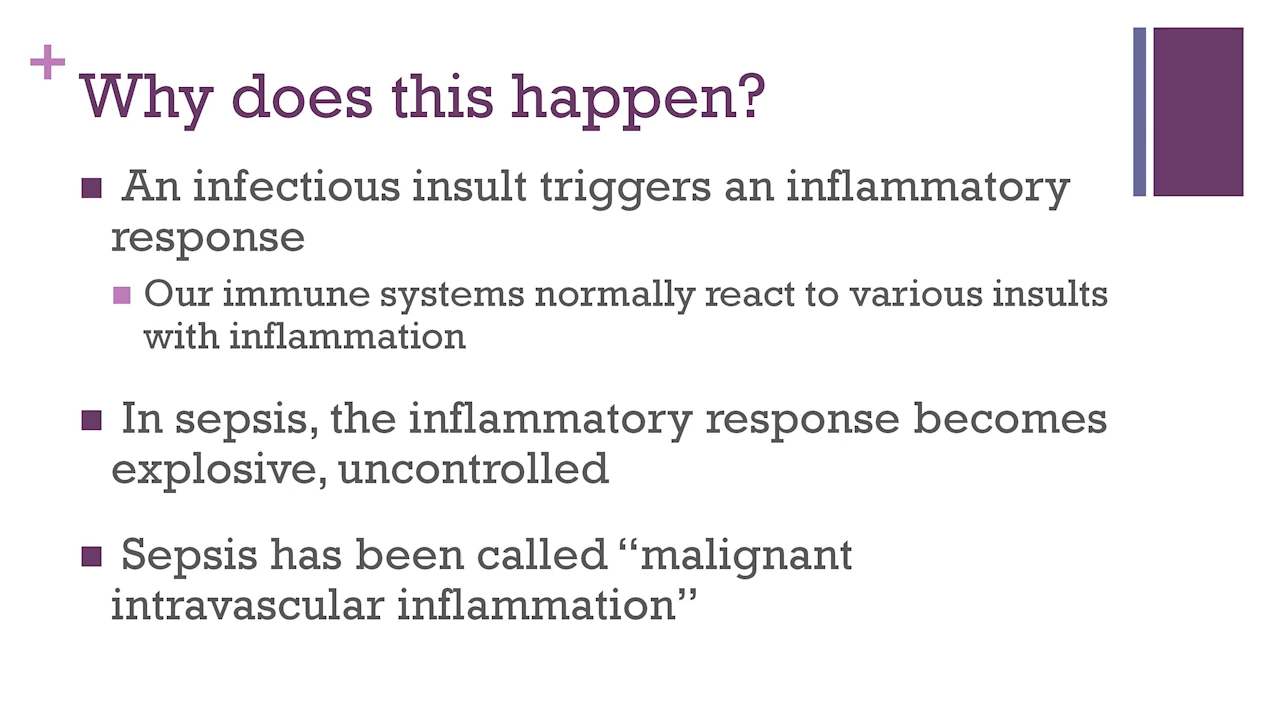 +
Why does this happen?
An infectious insult triggers an inflammatory
response
Our immune systems normally react to various insults
with inflammation
In sepsis, the inflammatory response becomes
explosive, uncontrolled
Sepsis has been called “malignant
intravascular inflammation”